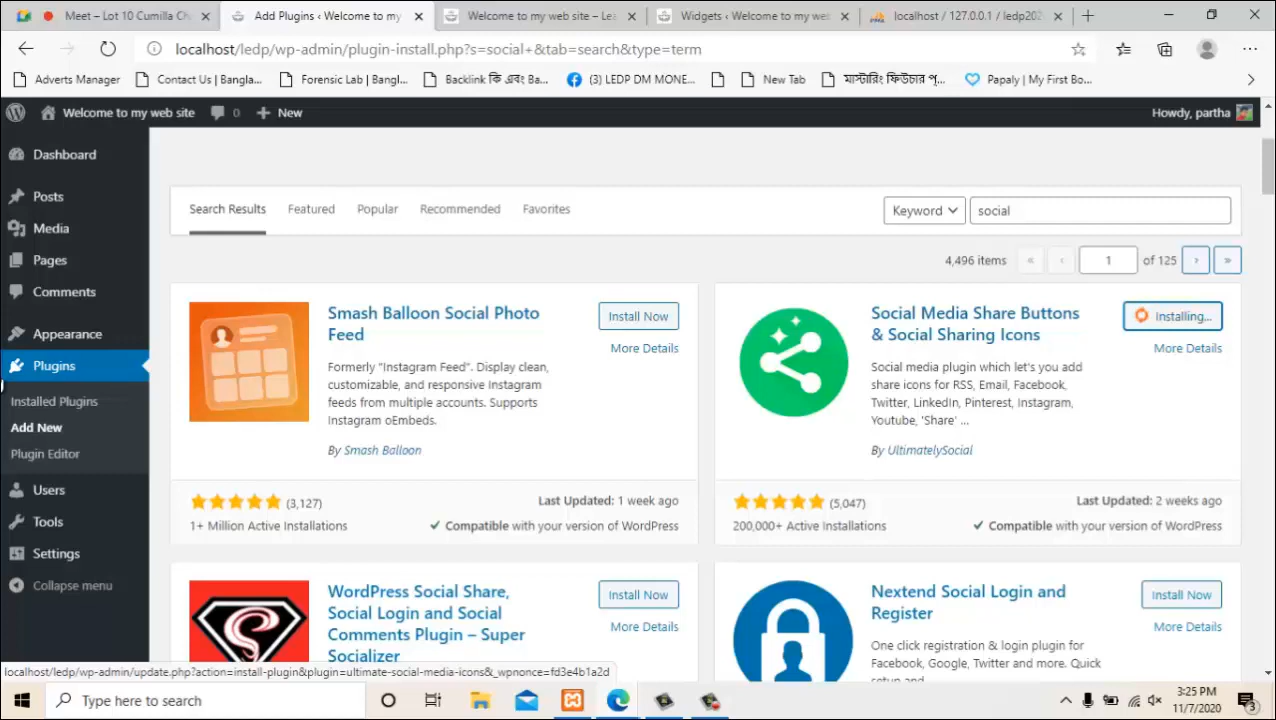 Meet – Lot 10 Cumilla Ch
Add Plugins ‹ Welcome to my
Welcome to my web site – Lea
Widgets ‹ Welcome to my we
localhost / 127.0.0.1 / ledp202
localhost/ledp/wp-admin/plugin-install.php?s=social+&tab=search&type=term
Adverts Manager
Contact Us | Bangla...
Forensic Lab | Bangl...
Backlink কি এবং Ba...
(3) LEDP DM MONE...
New Tab
মাস্টারিং ফিউচার প্...
Papaly | My First Bo...
Welcome to my web site
0
New
Howdy, partha
Dashboard
Posts
Media
Pages
Comments
Appearance
Plugins
Installed Plugins
Add New
Plugin Editor
Users
Tools
Settings
Collapse menu
Search Results Featured Popular Recommended Favorites
Keyword
social
4,496 items « ‹ 1 of 125 › »
Smash Balloon Social Photo
Feed
Install Now
More Details
Formerly "Instagram Feed". Display clean,
customizable, and responsive Instagram
feeds from multiple accounts. Supports
Instagram oEmbeds.
By Smash Balloon
(3,127)
1+ Million Active Installations
Last Updated: 1 week ago
✔ Compatible with your version of WordPress
Social Media Share Buttons
& Social Sharing Icons
Installing...
More Details
Social media plugin which let's you add
share icons for RSS, Email, Facebook,
Twitter, LinkedIn, Pinterest, Instagram,
Youtube, 'Share' ...
By UltimatelySocial
(5,047)
200,000+ Active Installations
Last Updated: 2 weeks ago
✔ Compatible with your version of WordPress
WordPress Social Share,
Social Login and Social
Comments Plugin – Super
Socializer
Install Now
More Details
Nextend Social Login and
Register
Install Now
More Details
One click registration & login plugin for
Facebook, Google, Twitter and more. Quick
setup and
localhost/ledp/wp-admin/update.php?action=install-plugin&plugin=ultimate-social-media-icons&_wpnonce=fd3e4b1a2d
Type here to search
3:25 PM
11/7/2020
3